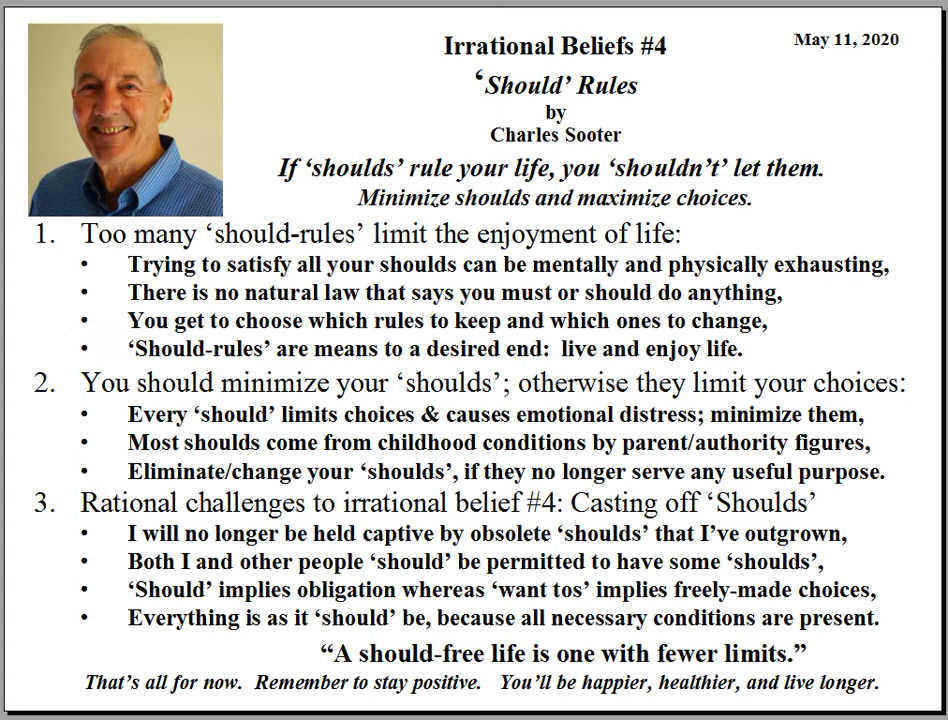 Irrational Beliefs #4
May 11, 2020
‘Should’ Rules
by
Charles Sooter
If ‘shoulds’ rule your life, you ‘shouldn’t’ let them.
Minimize shoulds and maximize choices.
1. Too many ‘should-rules’ limit the enjoyment of life:
• Trying to satisfy all your shoulds can be mentally and physically exhausting,
• There is no natural law that says you must or should do anything,
• You get to choose which rules to keep and which ones to change,
• ‘Should-rules’ are means to a desired end: live and enjoy life.
2. You should minimize your ‘shoulds’; otherwise they limit your choices:
• Every ‘should’ limits choices & causes emotional distress; minimize them,
• Most shoulds come from childhood conditions by parent/authority figures,
• Eliminate/change your ‘shoulds’, if they no longer serve any useful purpose.
3. Rational challenges to irrational belief #4: Casting off ‘Shoulds’
• I will no longer be held captive by obsolete ‘shoulds’ that I’ve outgrown,
• Both I and other people ‘should’ be permitted to have some ‘shoulds’,
• ‘Should’ implies obligation whereas ‘want tos’ implies freely-made choices,
• Everything is as it ‘should’ be, because all necessary conditions are present.
“A should-free life is one with fewer limits.”
That’s all for now. Remember to stay positive. You’ll be happier, healthier, and live longer.